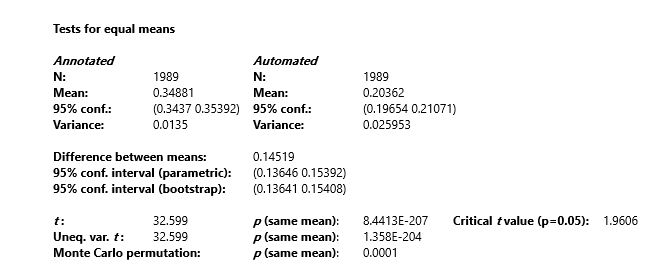 Tests for equal means
Annotated Automated
N: 1989 N: 1989
Mean: 0.34881 Mean: 0.20362
95% conf.: (0.3437 0.35392) 95% conf.: (0.19654 0.21071)
Variance: 0.0135 Variance: 0.025953
Difference between means: 0.14519
95% conf. interval (parametric): (0.13646 0.15392)
95% conf. interval (bootstrap): (0.13641 0.15408)
t: 32.599 p (same mean): 8.4413E-207 Critical t value (p=0.05): 1.9606
Uneq. var. t: 32.599 p (same mean): 1.358E-204
Monte Carlo permutation: p (same mean): 0.0001